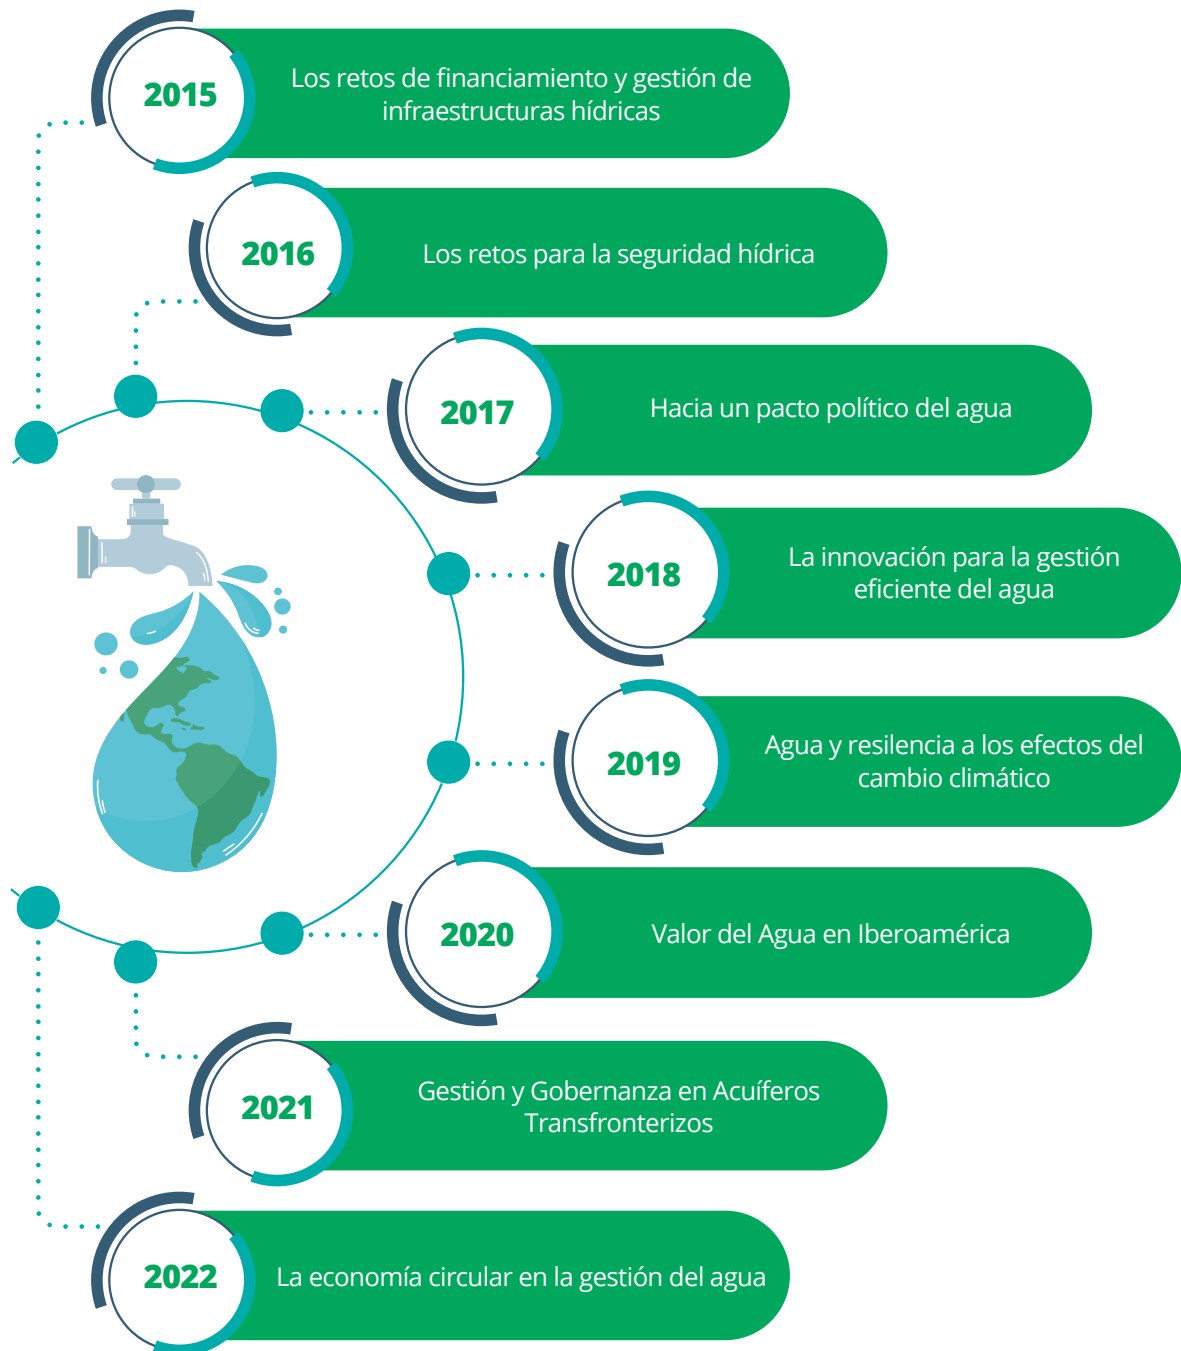 2015
Los retos de financiamiento y gestión de
infraestructuras hídricas
2016
Los retos para la seguridad hídrica
2017
Hacia un pacto político del agua
2018
La innovación para la gestión
eficiente del agua
2019
Agua y resilencia a los efectos del
cambio climático
2020
Valor del Agua en Iberoamérica
2021
Gestión y Gobernanza en Acuíferos
Transfronterizos
2022
La economía circular en la gestión del agua